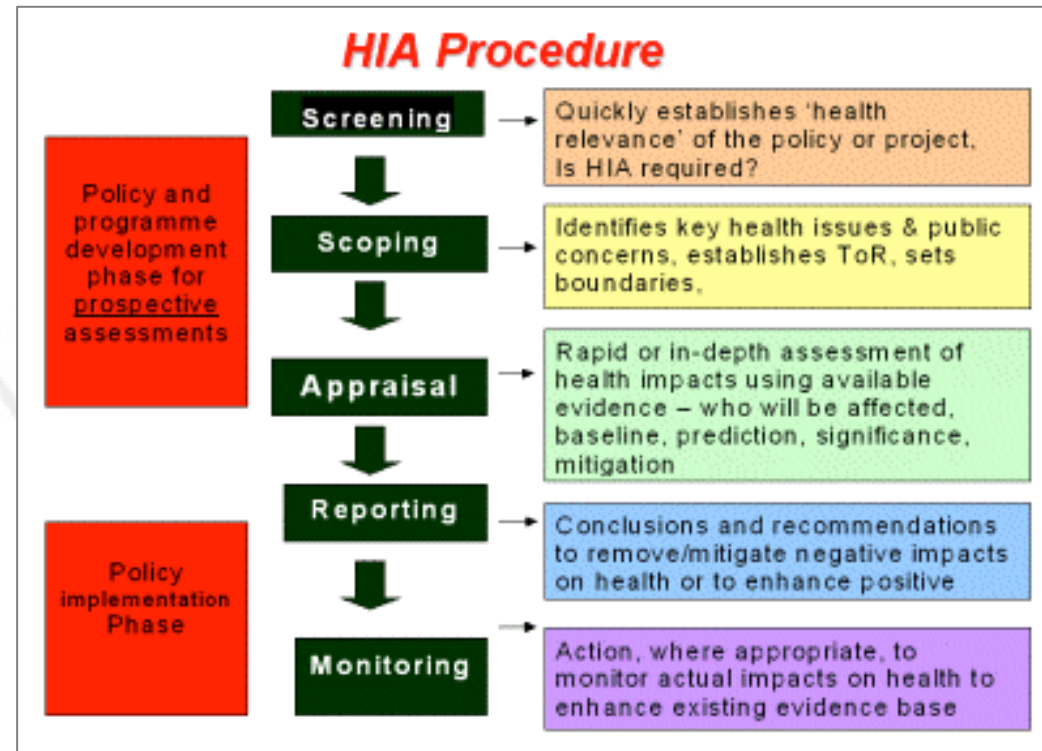 HIA Procedure
Screening
Quickly establishes ‘health
relevance’ of the policy or project,
Is HIA required?
Policy and
programme
development
phase for
prospective
assessments
Scoping
Identifies key health issues & public
concerns, establishes ToR, sets
boundaries,
Appraisal
Rapid or in-depth assessment of
health impacts using available
evidence – who will be affected,
baseline, prediction, significance,
mitigation
Reporting
Conclusions and recommendations
to remove/mitigate negative impacts
on health or to enhance positive
Policy
implementation
Phase
Monitoring
Action, where appropriate, to
monitor actual impacts on health to
enhance existing evidence base